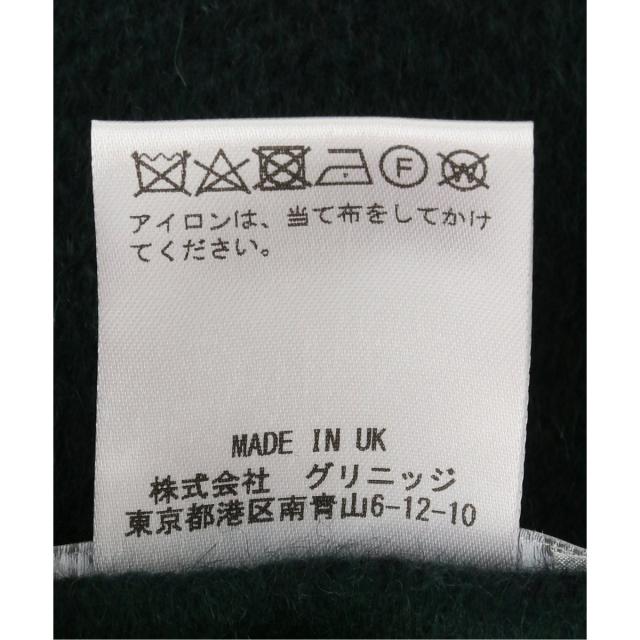 F W
アイロンは、当て布をしてかけ
てください。
MADE IN UK
株式会社 グリニッジ
東京都港区南青山6-12-10